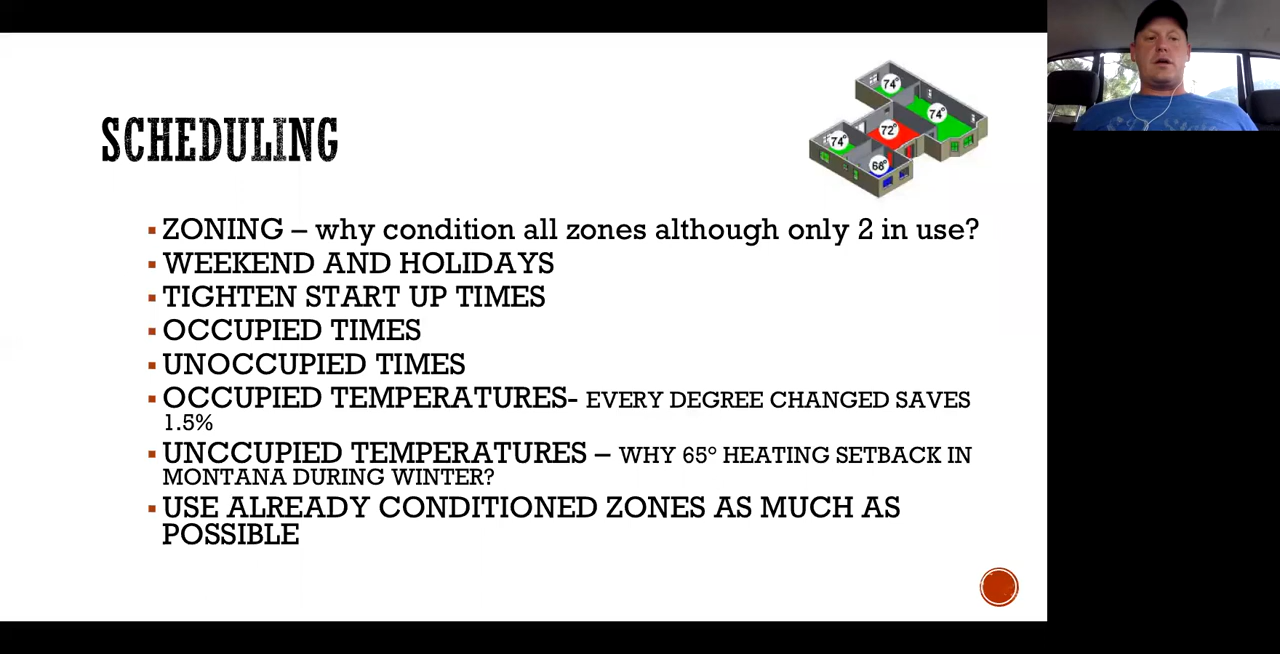 74°
74°
72°
74°
68°
SCHEDULING
▪ ZONING – why condition all zones although only 2 in use?
▪ WEEKEND AND HOLIDAYS
▪ TIGHTEN START UP TIMES
▪ OCCUPIED TIMES
▪ UNOCCUPIED TIMES
▪ OCCUPIED TEMPERATURES- EVERY DEGREE CHANGED SAVES
1.5%
▪ UNCCUPIED TEMPERATURES – WHY 65° HEATING SETBACK IN
MONTANA DURING WINTER?
▪ USE ALREADY CONDITIONED ZONES AS MUCH AS
POSSIBLE